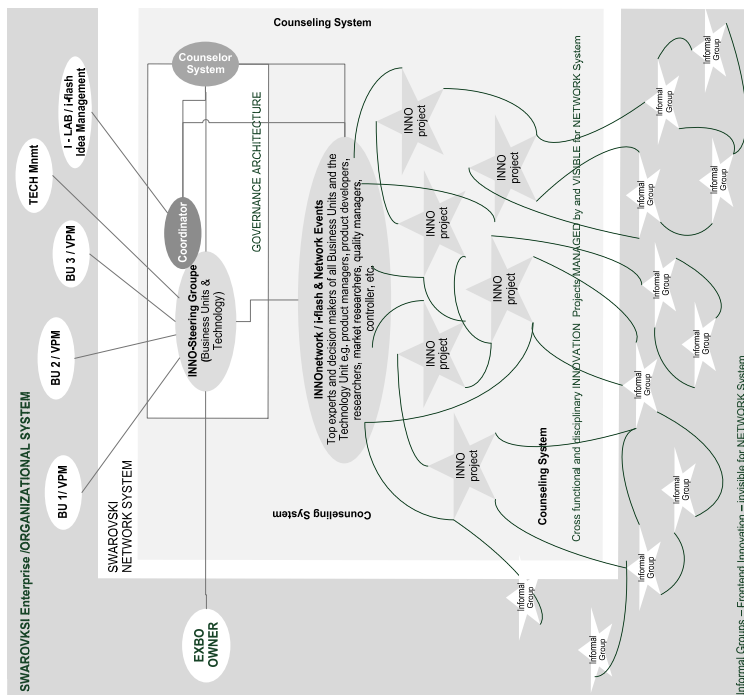 SWAROVKSI Enterprise /ORGANIZATIONAL SYSTEM
BU 1/ VPM
BU 2 / VPM
BU 3 / VPM
TECH Mnmt
I - LAB / i-flash
Idea Management
SWAROVSKI
NETWORK SYSTEM
EXBO
OWNER
INNO-Steering Groupe
(Business Units &
Technology)
Coordinator
Counselor
System
GOVERNANCE ARCHITECTURE
Counseling System
Counseling System
INNOnetwork / i-flash & Network Events
Top experts and decision makers of all Business Units and the
Technology Unit e.g., product managers, product developers,
researchers, market researchers, quality managers,
controller, etc.
INNO
project
INNO
project
INNO
project
INNO
project
INNO
project
INNO
project
Counseling System
Cross functional and disciplinary INNOVATION Projects MANAGED by and VISIBLE for NETWORK System
Informal
Group
Informal
Group
Informal
Group
Informal
Group
Informal
Group
Informal
Group
Informal
Group
Informal
Group
Informal
Group
Informal
Group
Informal
Group
Informal Groups – Frontend Innovation – invisible for NETWORK System